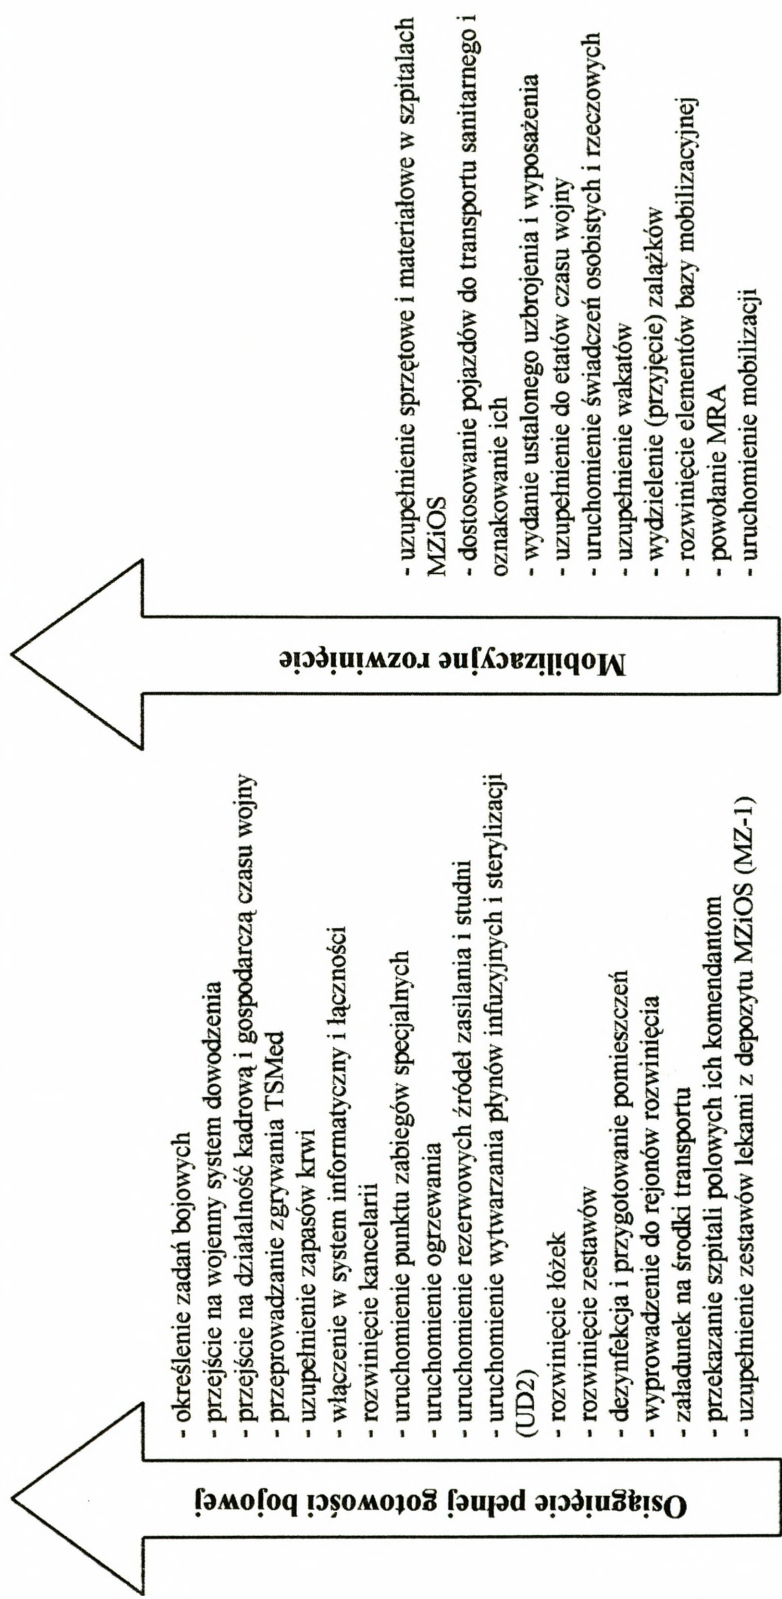 Osiągnięcie pełnej gotowości bojowej
- określenie zadań bojowych
- przejście na wojenny system dowodzenia
- przejście na działalność kadrową i gospodarczą czasu wojny
- przeprowadzanie zgrywania TSMed
- uzupełnienie zapasów krwi
- włączenie w system informatyczny i łączności
- rozwinięcie kancelarii
- uruchomienie punktu zabiegów specjalnych
- uruchomienie ogrzewania
- uruchomienie rezerwowych źródeł zasilania i studni
- uruchomienie wytwarzania płynów infuzyjnych i sterylizacji
(UD2)
- rozwinięcie łóżek
- rozwinięcie zestawów
- dezynfekcja i przygotowanie pomieszczeń
- wyprowadzenie do rejonów rozwinięcia
- załadunek na środki transportu
- przekazanie szpitali polowych ich komendantom
- uzupełnienie zestawów lekami z depozytu MZiOS (MZ-1)
Mobilizacyjne rozwinięcie
- uzupełnienie sprzętowe i materiałowe w szpitalach
MZiOS
- dostosowanie pojazdów do transportu sanitarnego i
oznakowanie ich
- wydanie ustalonego uzbrojenia i wyposażenia
- uzupełnienie do etatów czasu wojny
- uruchomienie świadczeń osobistych i rzeczowych
- uzupełnienie wakatów
- wydzielenie (przyjęcie) zalążków
- rozwinięcie elementów bazy mobilizacyjnej
- powołanie MRA
- uruchomienie mobilizacji